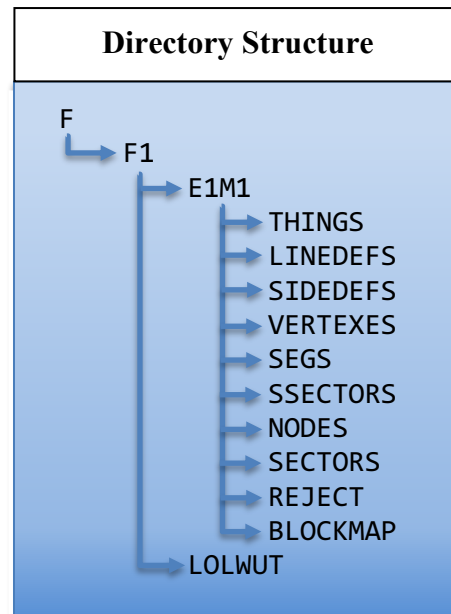 Directory Structure
F
F1
E1M1
THINGS
LINEDEFS
SIDEDEFS
VERTEXES
SEGS
SSECTORS
NODES
SECTORS
REJECT
BLOCKMAP
LOLWUT